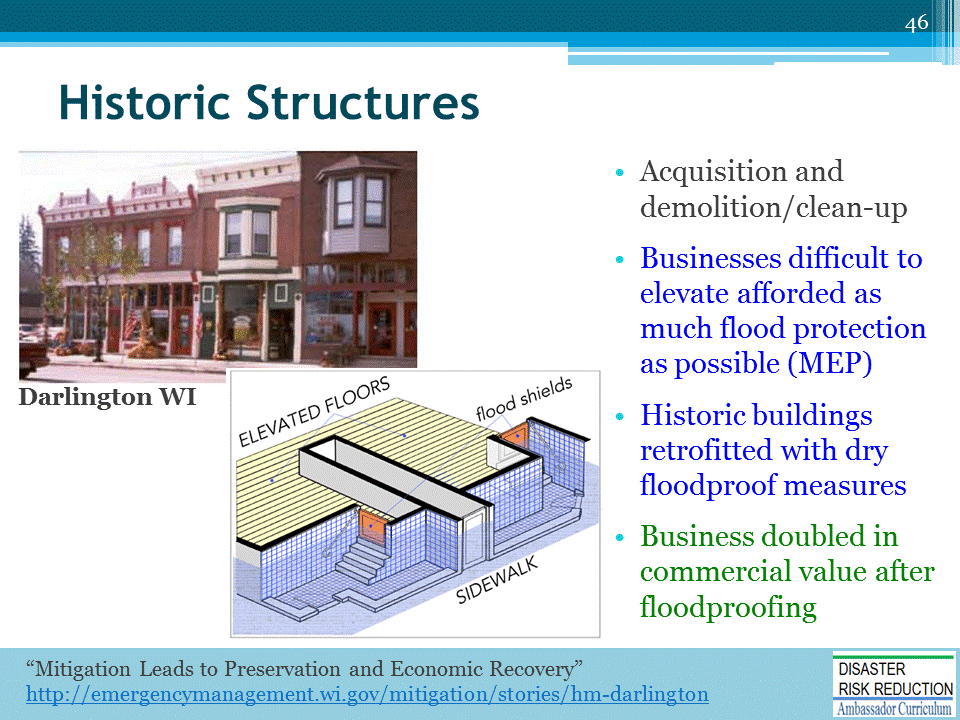 46
Historic Structures
Darlington WI
ELEVATED FLOORS
flood shields
SIDEWALK
• Acquisition and
demolition/clean-up
• Businesses difficult to
elevate afforded as
much flood protection
as possible (MEP)
• Historic buildings
retrofitted with dry
floodproof measures
• Business doubled in
commercial value after
floodproofing
“Mitigation Leads to Preservation and Economic Recovery”
http://emergencymanagement.wi.gov/mitigation/stories/hm-darlington
DISASTER
RISK REDUCTION
Ambassador Curriculum